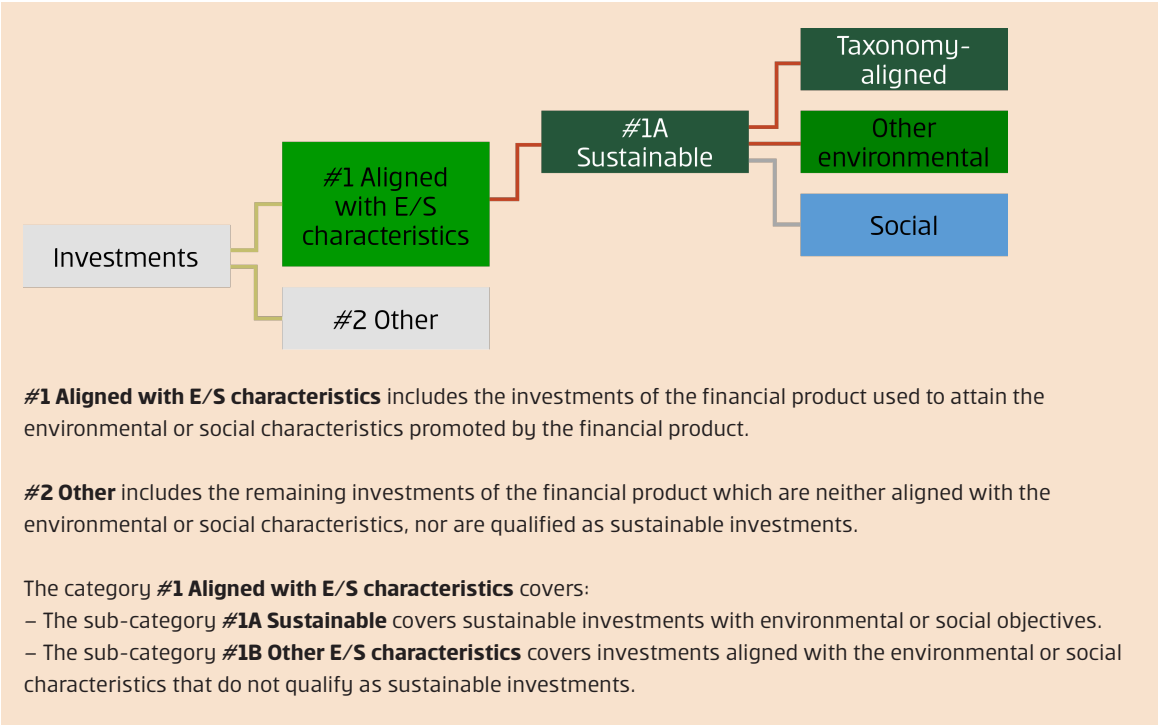 Taxonomy-
aligned
#1A
Sustainable
Other
environmental
#1 Aligned
with E/S
characteristics
Social
Investments
#2 Other
#1 Aligned with E/S characteristics includes the investments of the financial product used to attain the
environmental or social characteristics promoted by the financial product.
#2 Other includes the remaining investments of the financial product which are neither aligned with the
environmental or social characteristics, nor are qualified as sustainable investments.
The category #1 Aligned with E/S characteristics covers:
– The sub-category #1A Sustainable covers sustainable investments with environmental or social objectives.
– The sub-category #1B Other E/S characteristics covers investments aligned with the environmental or social
characteristics that do not qualify as sustainable investments.